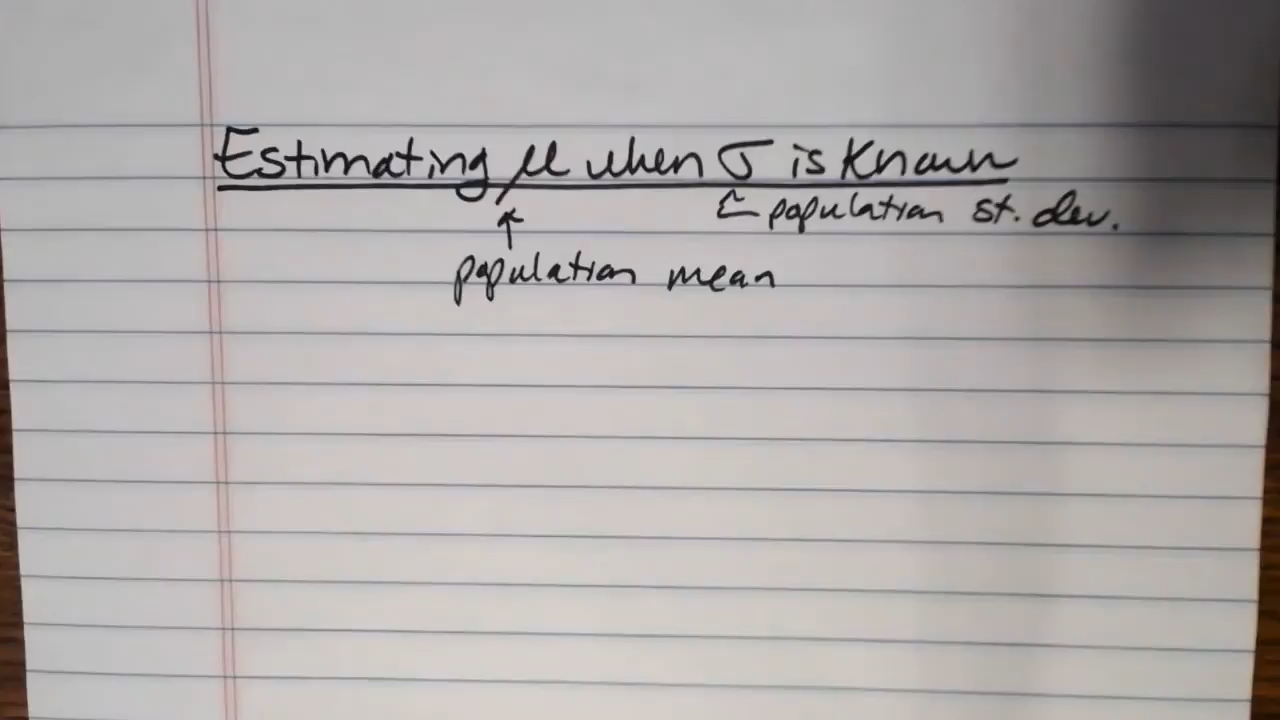 Estimating μ when σ is known
↑ ← population st. dev.
population mean